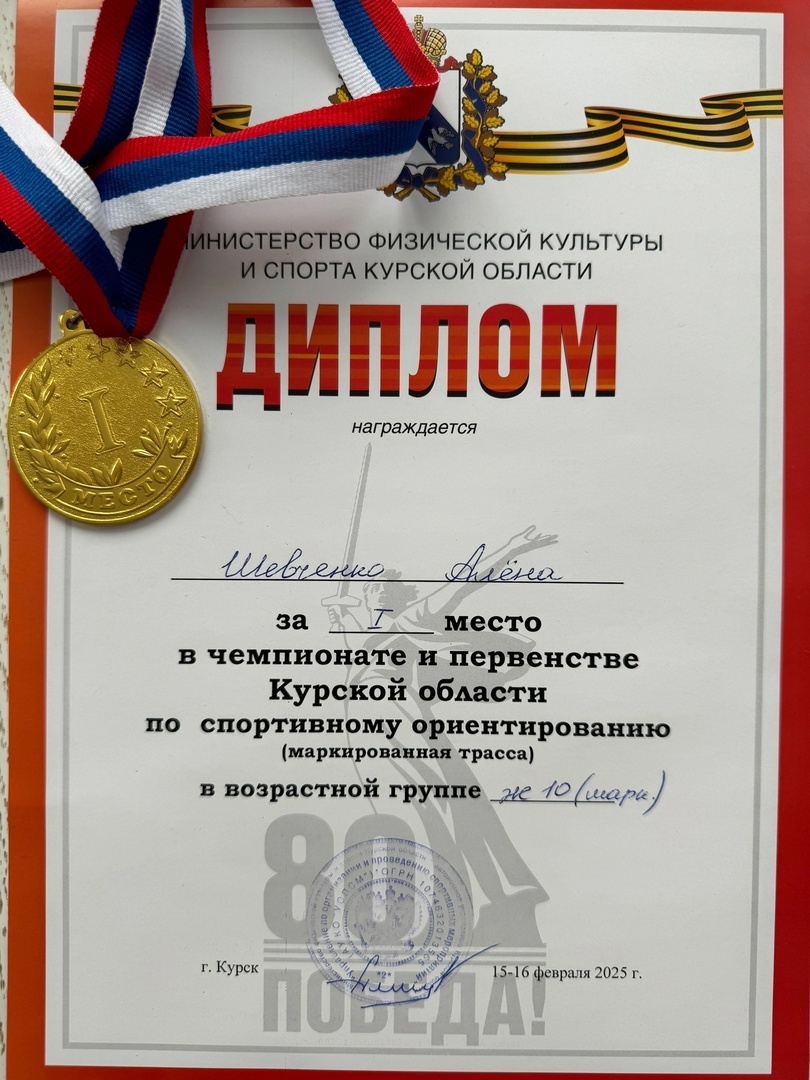 МИНИСТЕРСТВО ФИЗИЧЕСКОЙ КУЛЬТУРЫ
И СПОРТА КУРСКОЙ ОБЛАСТИ
ДИПЛОМ
I
МЕСТО
награждается
Шевченко Алёна
за I место
в чемпионате и первенстве
Курской области
по спортивному ориентированию
(маркированная трасса)
в возрастной группе ж 10 (марк.)
80
г. Курск
15-16 февраля 2025 г.
ПОБЕДА!